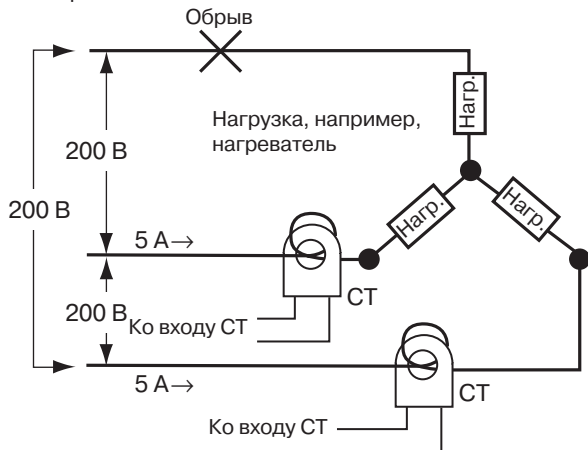 Обрыв
Нагр.
Нагрузка, например,
нагреватель
200 В
200 В
Нагр.
Нагр.
5 А→
СТ
200 В
Ко входу СТ
5 А→
СТ
Ко входу СТ